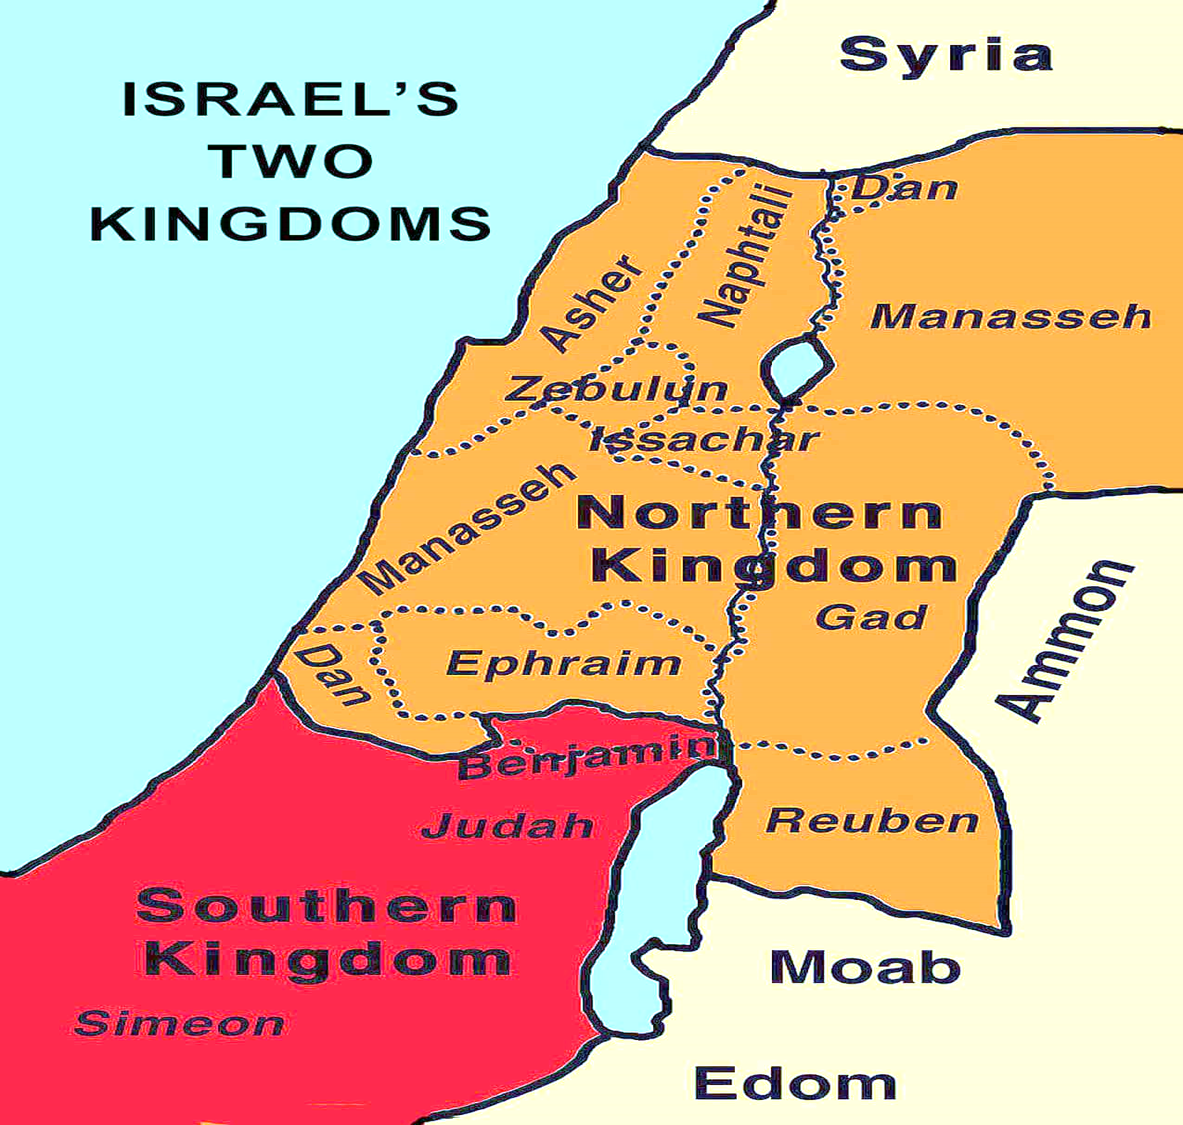 ISRAEL'S
TWO
KINGDOMS
Syria
Dan
Naphtali
Asher
Manasseh
Zebulun
Issachar
Manasseh
Northern
Kingdom
Gad
Ammon
Dan
Ephraim
Benjamin
Judah
Reuben
Southern
Kingdom
Moab
Simeon
Edom